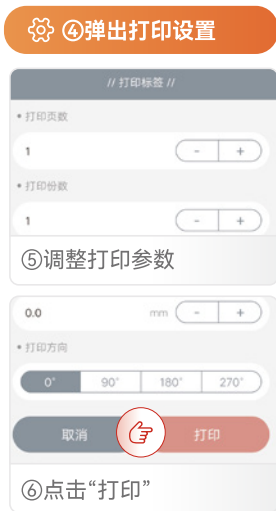 ④弹出打印设置
// 打印标签 //
• 打印页数
1 - +
• 打印份数
1 - +
⑤调整打印参数
0.0 mm - +
• 打印方向
0° 90° 180° 270°
取消 打印
⑥点击“打印”